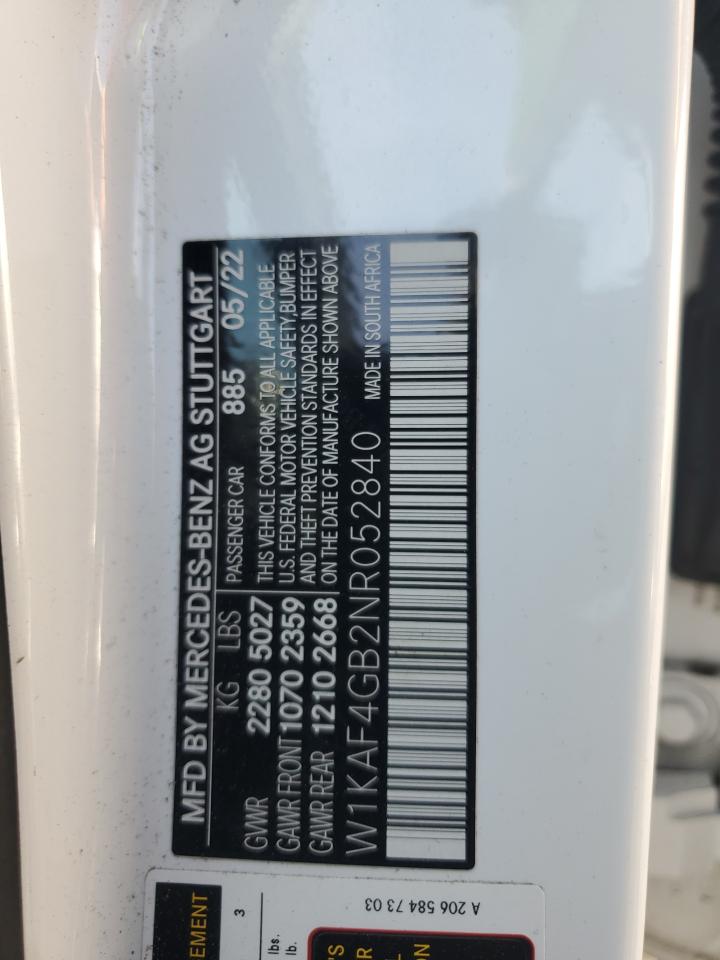 MFD BY MERCEDES-BENZ AG STUTTGART
KG LBS PASSENGER CAR 885 05/22
GVWR 2280 5027 THIS VEHICLE CONFORMS TO ALL APPLICABLE
GAWR FRONT 1070 2359 U.S. FEDERAL MOTOR VEHICLE SAFETY,BUMPER
GAWR REAR 1210 2668 AND THEFT PREVENTION STANDARDS IN EFFECT
ON THE DATE OF MANUFACTURE SHOWN ABOVE
W1KAF4GB2NR052840 MADE IN SOUTH AFRICA
A 206 584 73 03
EMENT
3
lbs.
lb.
'S
R
-
ON